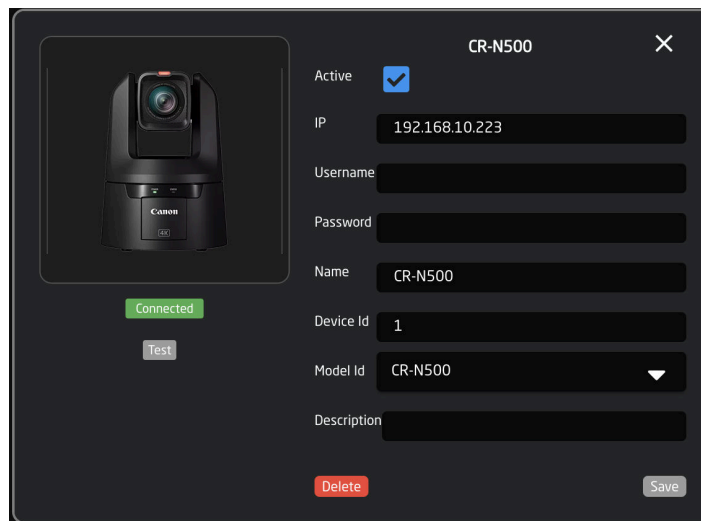 CR-N500
Active
IP
192.168.10.223
Username
Password
Name
CR-N500
Device Id
1
Model Id
CR-N500
Description
Canon
4K
Connected
Test
Delete
Save